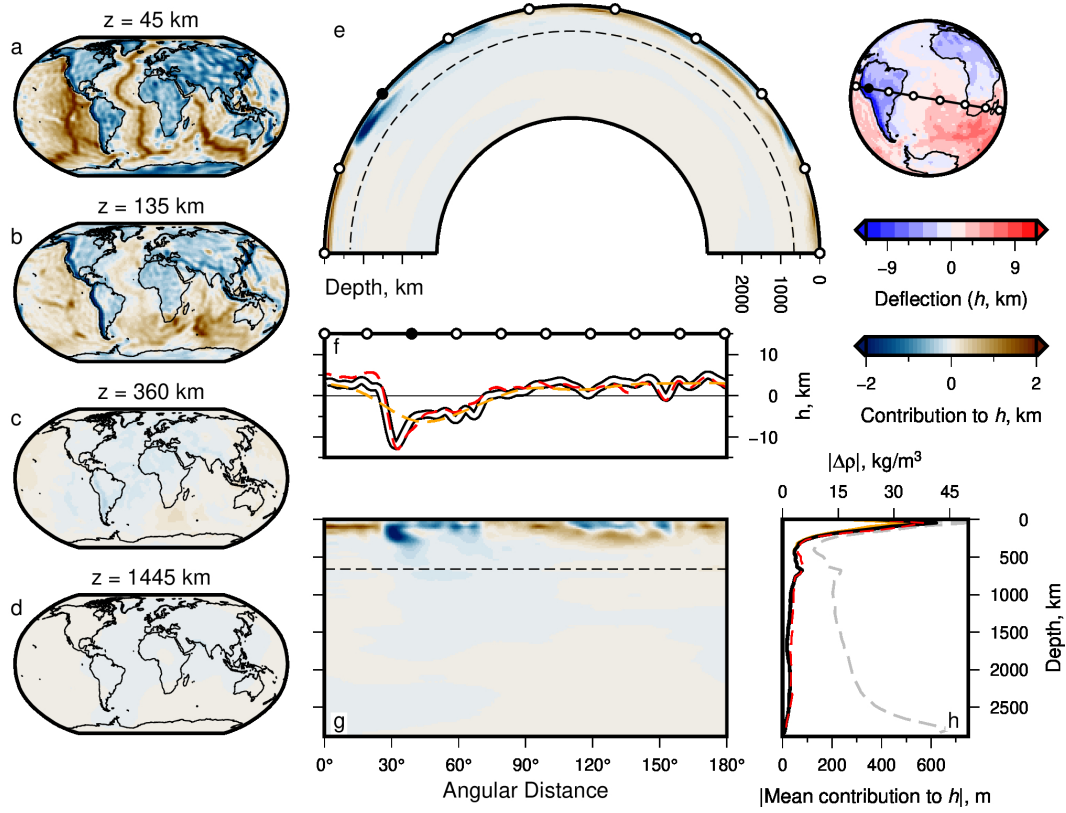 z = 45 km
a
z = 135 km
b
z = 360 km
c
z = 1445 km
d
e
Depth, km
2000
1000
0
−9 0 9
Deflection (h, km)
−2 0 2
Contribution to h, km
f
10
0
−10
h, km
g
0° 30° 60° 90° 120° 150° 180°
Angular Distance
|Δρ|, kg/m³
0 15 30 45
0
500
1000
1500
2000
2500
Depth, km
h
0 200 400 600
|Mean contribution to h|, m